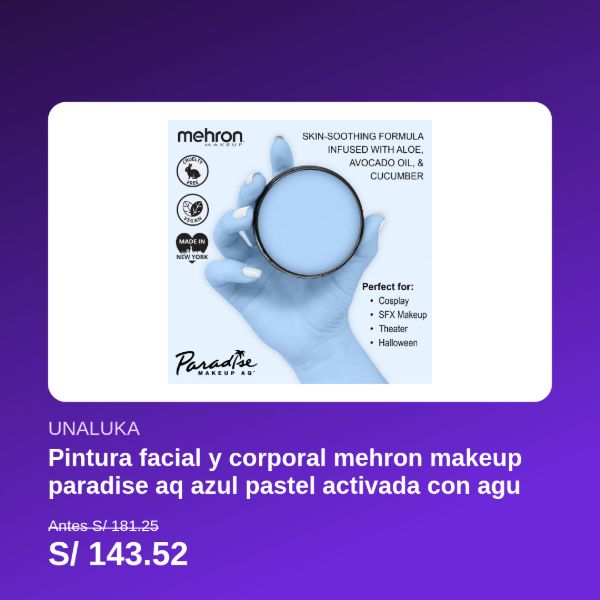 mehron
MAKEUP
SKIN-SOOTHING FORMULA
INFUSED WITH ALOE,
AVOCADO OIL, &
CUCUMBER
CRUELTY
FREE
VEGAN
MADE IN
NEW YORK
Perfect for:
• Cosplay
• SFX Makeup
• Theater
• Halloween
Paradise
MAKEUP AQ™
UNALUKA
Pintura facial y corporal mehron makeup
paradise aq azul pastel activada con agu
Antes S/ 181.25
S/ 143.52